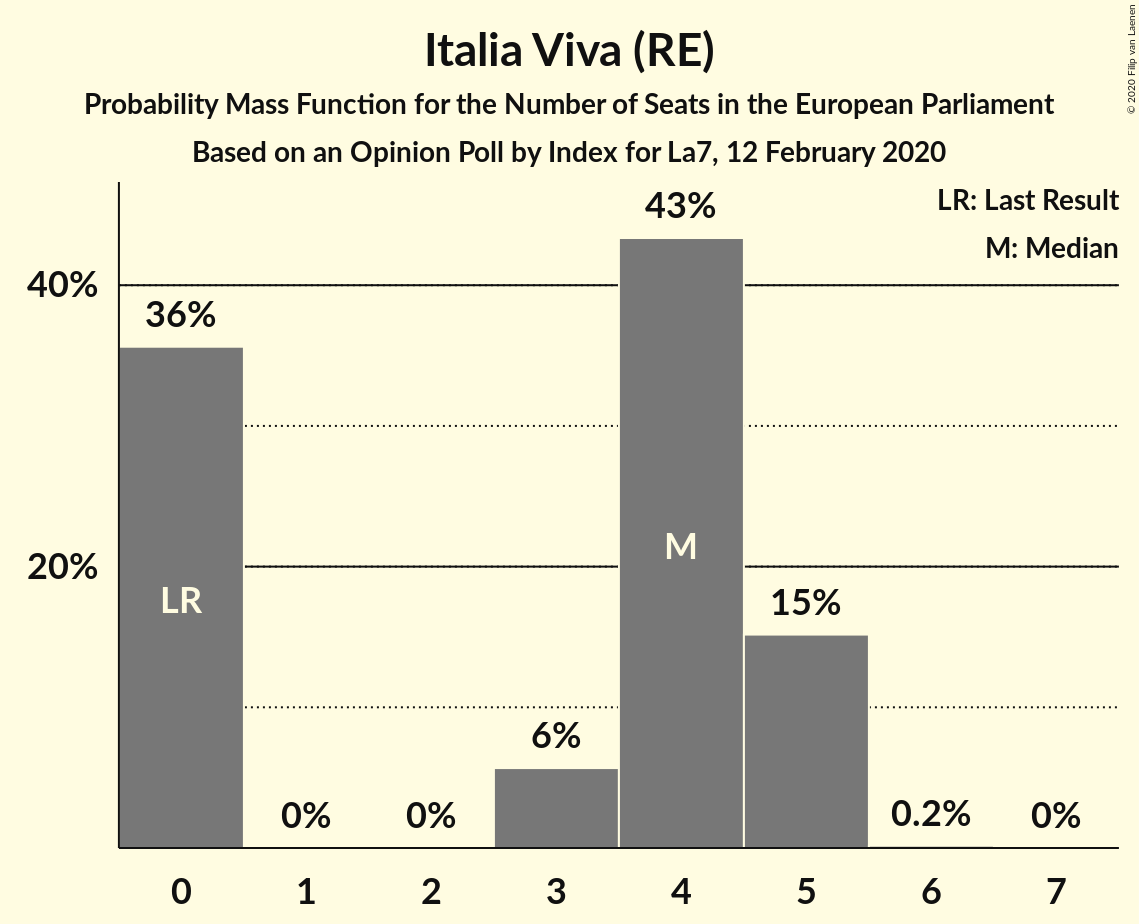 Italia Viva (RE)
Probability Mass Function for the Number of Seats in the European Parliament
Based on an Opinion Poll by Index for La7, 12 February 2020
© 2020 Filip van Laenen
LR: Last Result
M: Median
40%
20%
36%
0%
0%
6%
43%
15%
0.2%
0%
LR
M
0 1 2 3 4 5 6 7